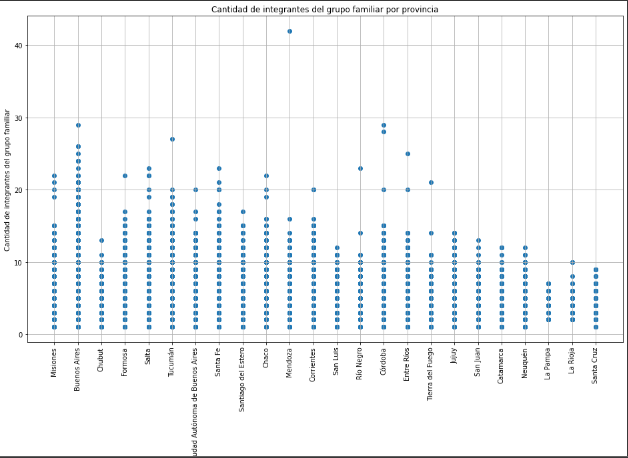 Cantidad de integrantes del grupo familiar por provincia
Cantidad de integrantes del grupo familiar
40
30
20
10
0
Misiones
Buenos Aires
Chubut
Formosa
Salta
Tucumán
udad Autónoma de Buenos Aires
Santa Fe
Santiago del Estero
Chaco
Mendoza
Corrientes
San Luis
Río Negro
Córdoba
Entre Ríos
Tierra del Fuego
Jujuy
San Juan
Catamarca
Neuquén
La Pampa
La Rioja
Santa Cruz